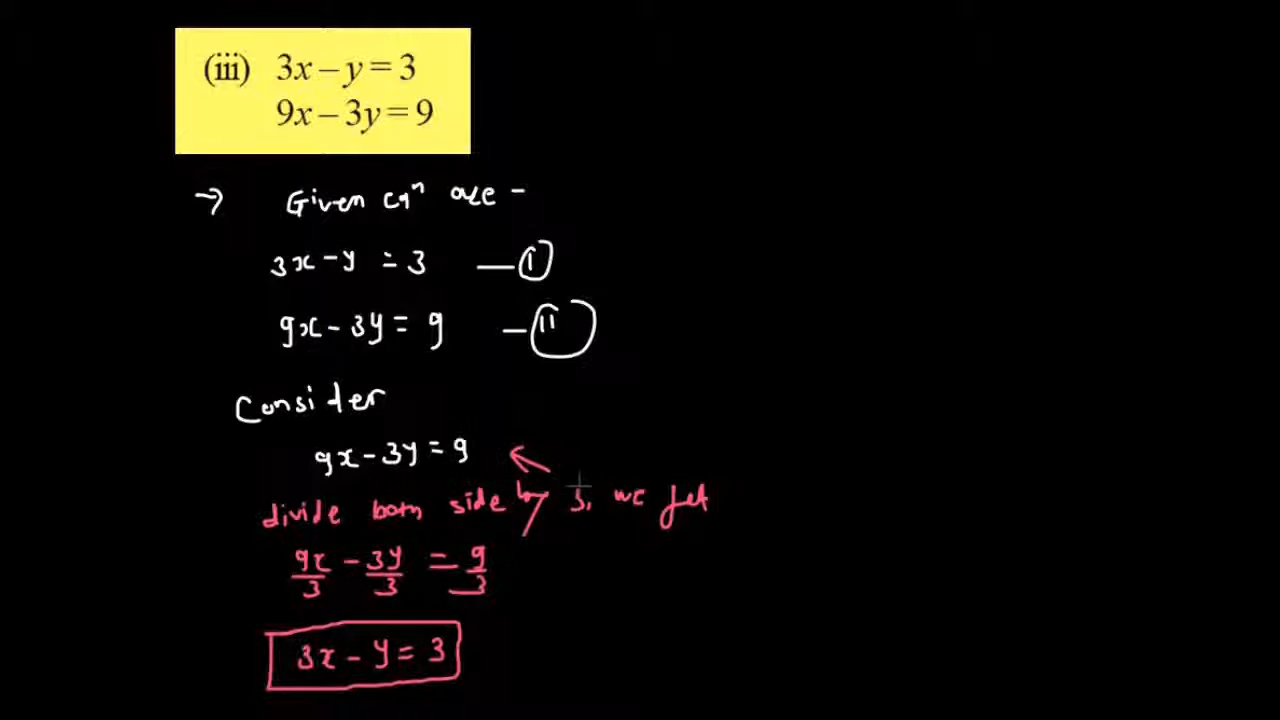 (iii) 3x – y = 3
9x – 3y = 9
→ Given eqⁿ are -
3x - y = 3 — I
9x - 3y = 9 — II
Consider
9x - 3y = 9
divide both side by 3, we get
9x/3 - 3y/3 = 9/3
3x - y = 3